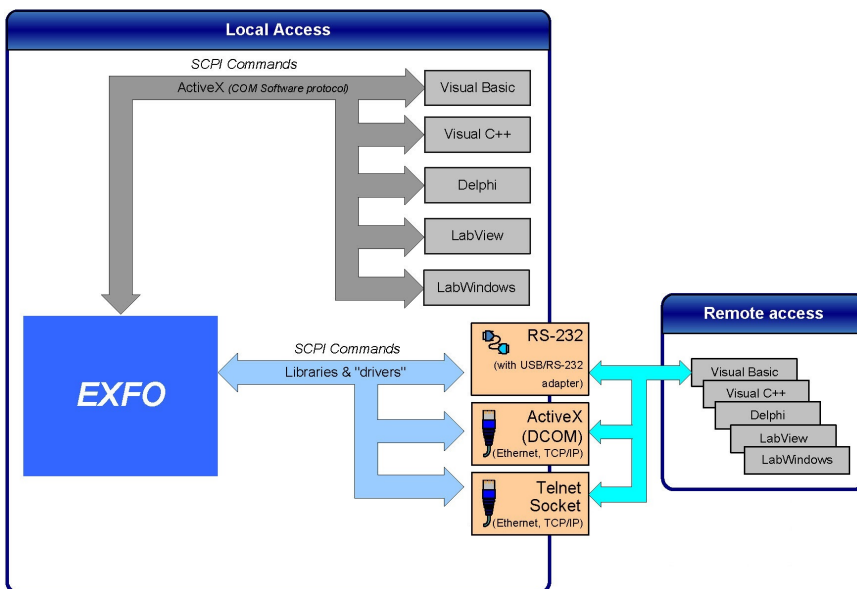 Local Access
SCPI Commands
ActiveX (COM Software protocol)
Visual Basic
Visual C++
Delphi
LabView
LabWindows
EXFO
SCPI Commands
Libraries & "drivers"
RS-232
(with USB/RS-232
adapter)
ActiveX
(DCOM)
(Ethernet, TCP/IP)
Telnet
Socket
(Ethernet, TCP/IP)
Remote access
Visual Basic
Visual C++
Delphi
LabView
LabWindows